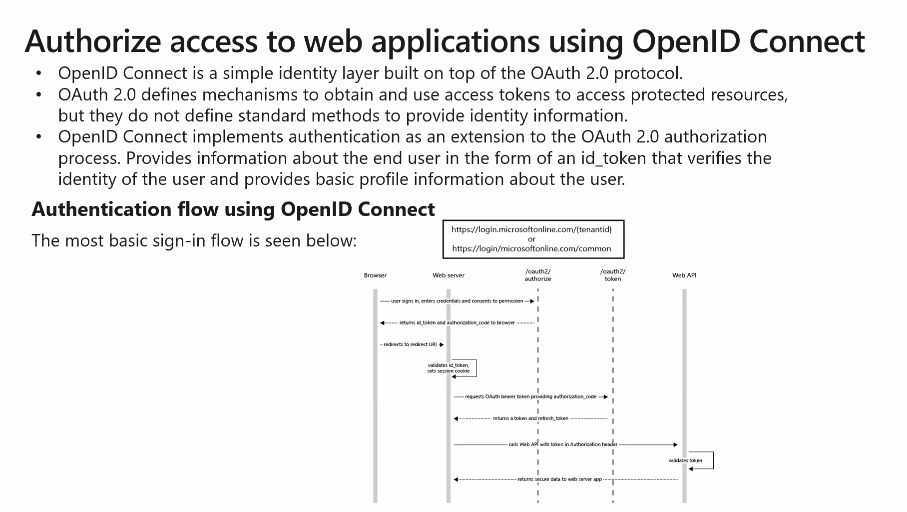 Authorize access to web applications using OpenID Connect
• OpenID Connect is a simple identity layer built on top of the OAuth 2.0 protocol.
• OAuth 2.0 defines mechanisms to obtain and use access tokens to access protected resources,
but they do not define standard methods to provide identity information.
• OpenID Connect implements authentication as an extension to the OAuth 2.0 authorization
process. Provides information about the end user in the form of an id_token that verifies the
identity of the user and provides basic profile information about the user.
Authentication flow using OpenID Connect
The most basic sign-in flow is seen below:
https://login.microsoftonline.com/{tenantid}
or
https://login/microsoftonline.com/common
Browser
Web server
/oauth2/
authorize
/oauth2/
token
Web API
user signs in, enters credentials and consents to permission
returns id_token and authorization_code to browser
redirects to redirect URI
validates id_token,
sets session cookie
requests OAuth bearer token providing authorization_code
returns a token and refresh_token
calls Web API with token in Authorization header
validates token
returns secure data to web server app